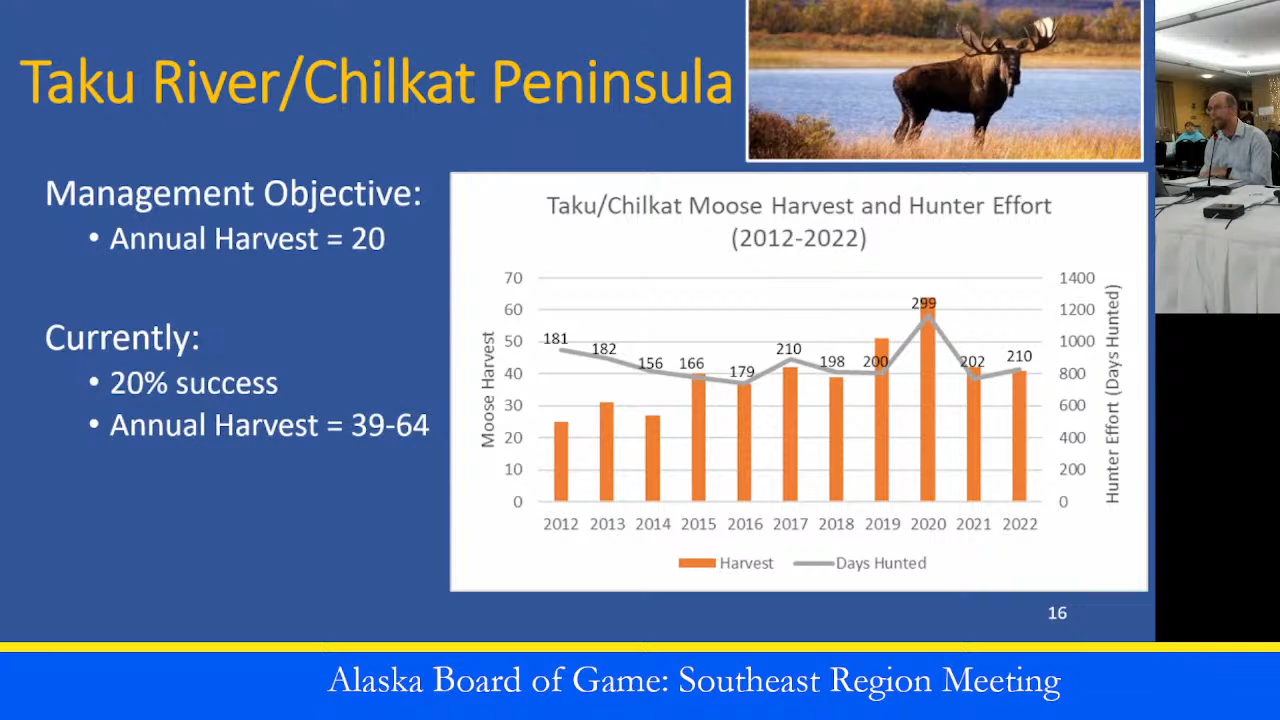 Taku River/Chilkat Peninsula
Management Objective:
• Annual Harvest = 20
Currently:
• 20% success
• Annual Harvest = 39-64
Taku/Chilkat Moose Harvest and Hunter Effort
(2012-2022)
Moose Harvest
70
60
50
40
30
20
10
0
181
182
156
166
179
210
198
200
299
202
210
1400
1200
1000
800
600
400
200
0
Hunter Effort (Days Hunted)
2012 2013 2014 2015 2016 2017 2018 2019 2020 2021 2022
Harvest Days Hunted
16
Alaska Board of Game: Southeast Region Meeting